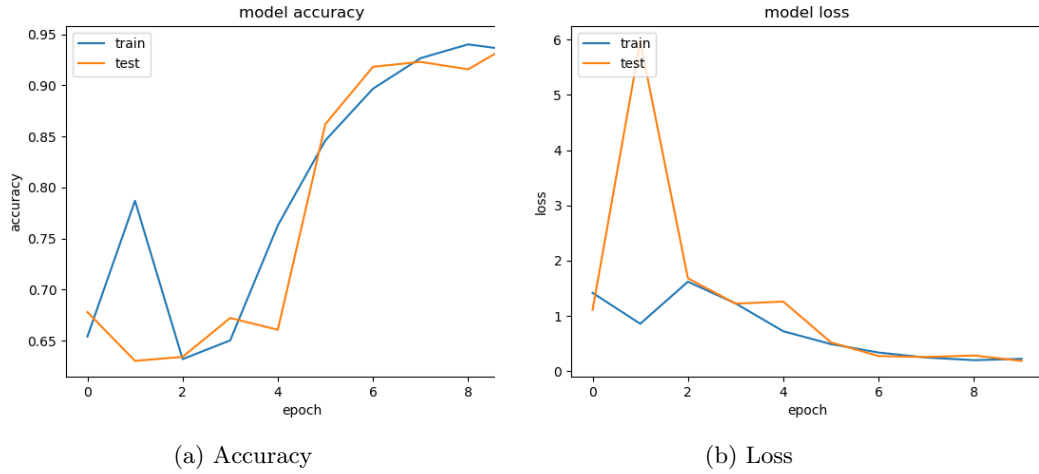 model accuracy
train
test
0.95
0.90
0.85
0.80
0.75
0.70
0.65
accuracy
0 2 4 6 8
epoch
(a) Accuracy
model loss
train
test
6
5
4
3
2
1
0
loss
0 2 4 6 8
epoch
(b) Loss